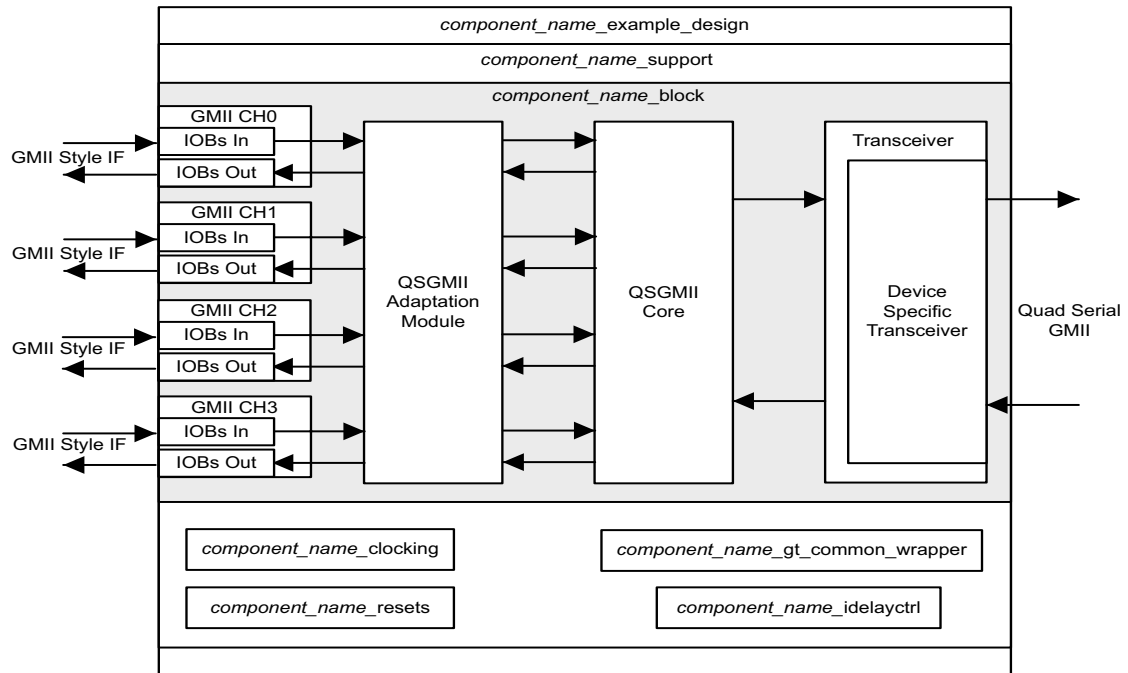 component_name_example_design
component_name_support
component_name_block
GMII CH0
IOBs In
IOBs Out
GMII Style IF
GMII CH1
IOBs In
IOBs Out
GMII Style IF
GMII CH2
IOBs In
IOBs Out
GMII Style IF
GMII CH3
IOBs In
IOBs Out
GMII Style IF
QSGMII
Adaptation
Module
QSGMII
Core
Transceiver
Device
Specific
Transceiver
Quad Serial
GMII
component_name_clocking
component_name_gt_common_wrapper
component_name_resets
component_name_idelayctrl